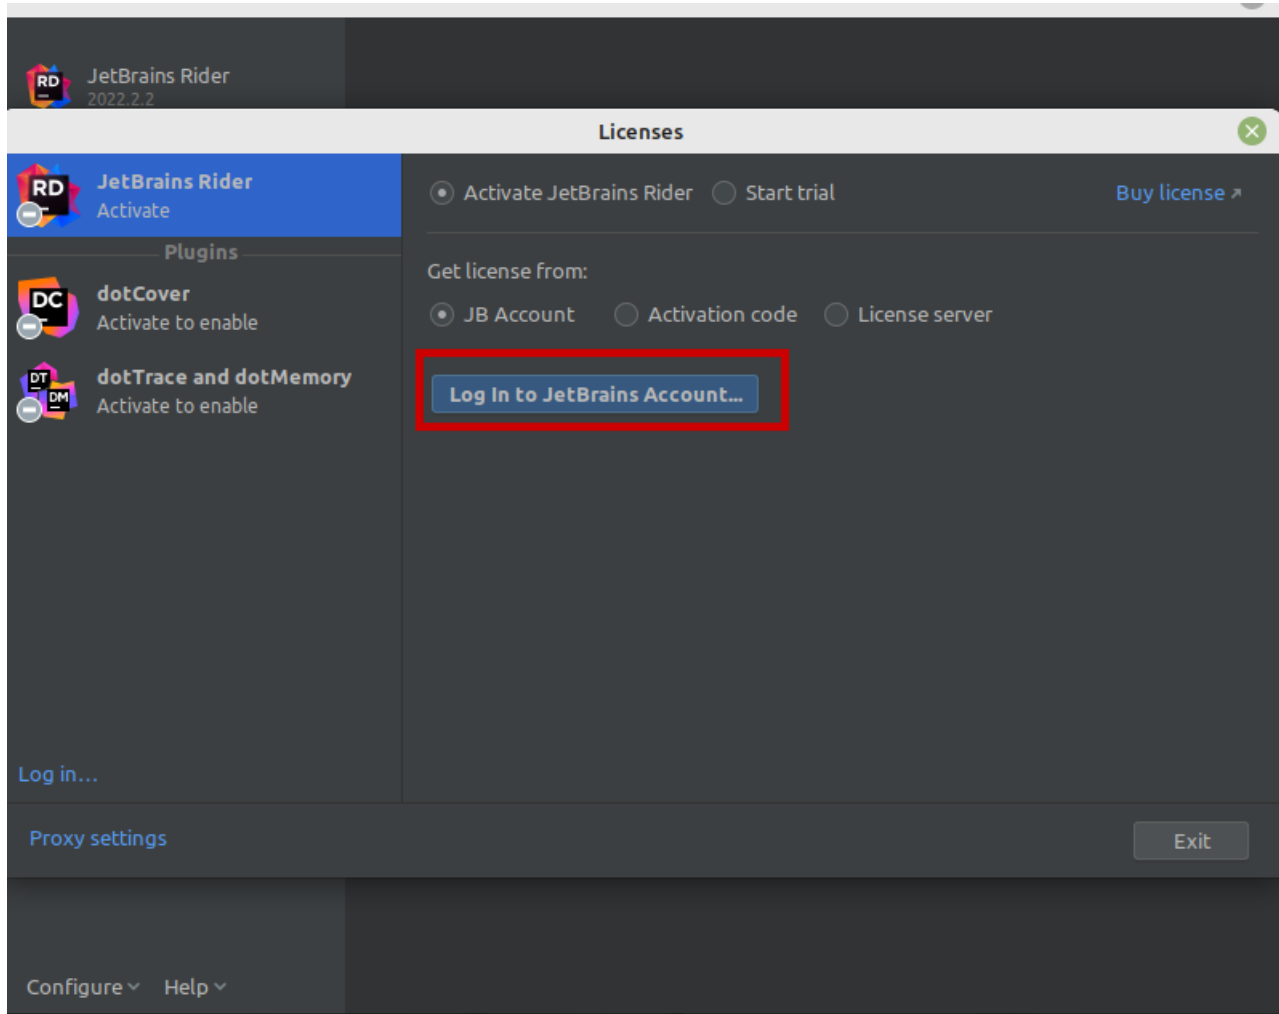 RD
JetBrains Rider
2022.2.2
Licenses
RD
JetBrains Rider
Activate
Plugins
DC
dotCover
Activate to enable
DT
DM
dotTrace and dotMemory
Activate to enable
Log in...
Activate JetBrains Rider Start trial Buy license
Get license from:
JB Account Activation code License server
Log In to JetBrains Account...
Proxy settings
Exit
Configure Help